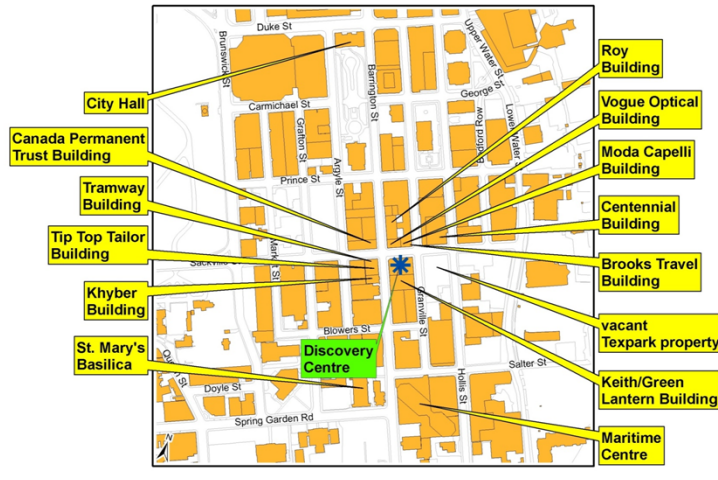 Duke St
Brunswick St
Barrington St
Upper Water St
Roy
Building
City Hall
George St
Vogue Optical
Building
Carmichael St
Grafton St
Bedford Row
Lower Water
Canada Permanent
Trust Building
Argyle St
Moda Capelli
Building
Prince St
Tramway
Building
Centennial
Building
Tip Top Tailor
Building
Market St
Sackville
Brooks Travel
Building
Khyber
Building
Granville St
vacant
Texpark property
Blowers St
St. Mary's
Basilica
Discovery
Centre
Salter St
Hollis St
Keith/Green
Lantern Building
Doyle St
Spring Garden Rd
Maritime
Centre
N